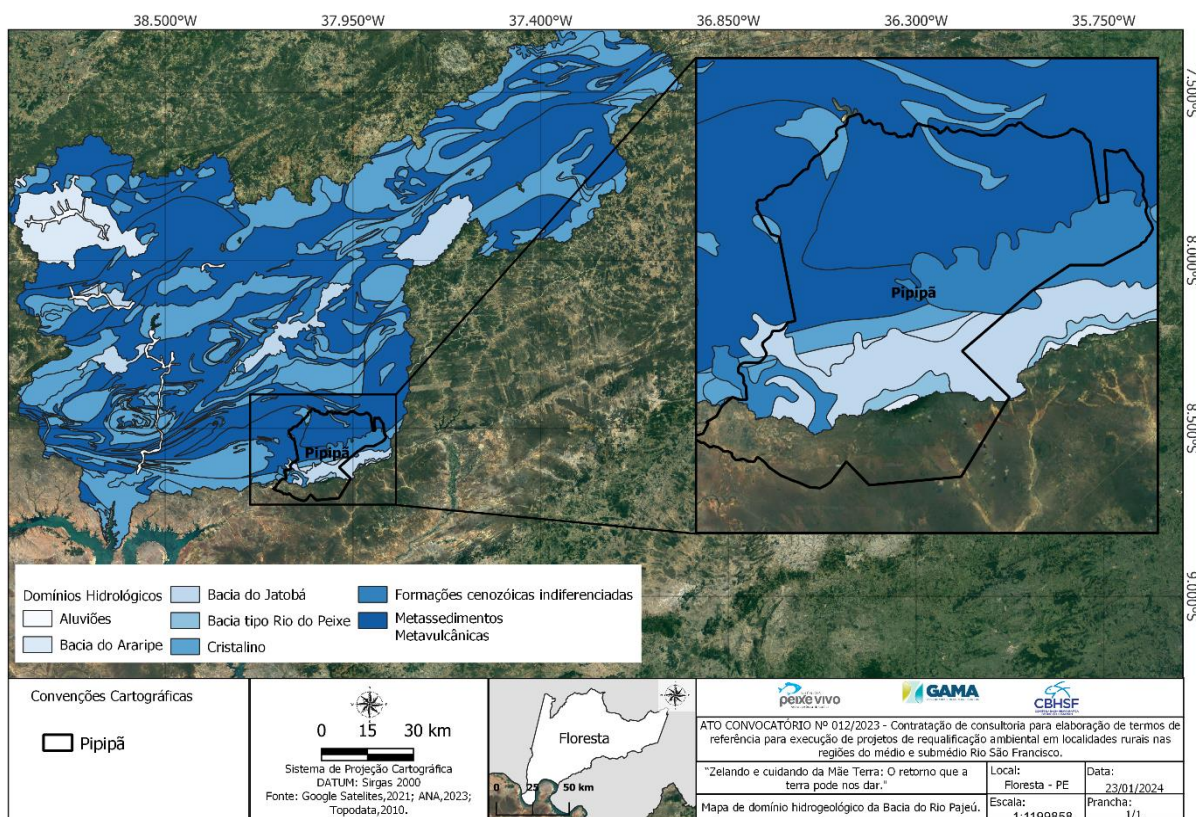 38.500°W 37.950°W 37.400°W 36.850°W 36.300°W 35.750°W
7.500°S
8.000°S
8.500°S
9.000°S
Pipipã
Pipipã
Domínios Hidrológicos
Aluviões
Bacia do Araripe
Bacia do Jatobá
Bacia tipo Rio do Peixe
Cristalino
Formações cenozóicas indiferenciadas
Metassedimentos
Metavulcânicas
Convenções Cartográficas
Pipipã
0 15 30 km
Sistema de Projeção Cartográfica
DATUM: Sirgas 2000
Fonte: Google Satelites,2021; ANA,2023;
Topodata,2010.
Floresta
0 25 50 km
peixe vivo
GAMA
CBHSF
ATO CONVOCATÓRIO Nº 012/2023 - Contratação de consultoria para elaboração de termos de
referência para execução de projetos de requalificação ambiental em localidades rurais nas
regiões do médio e submédio Rio São Francisco.
"Zelando e cuidando da Mãe Terra: O retorno que a
terra pode nos dar."
Local:
Floresta - PE
Data:
23/01/2024
Mapa de domínio hidrogeológico da Bacia do Rio Pajeú.
Escala:
1:1199858
Prancha:
1/1